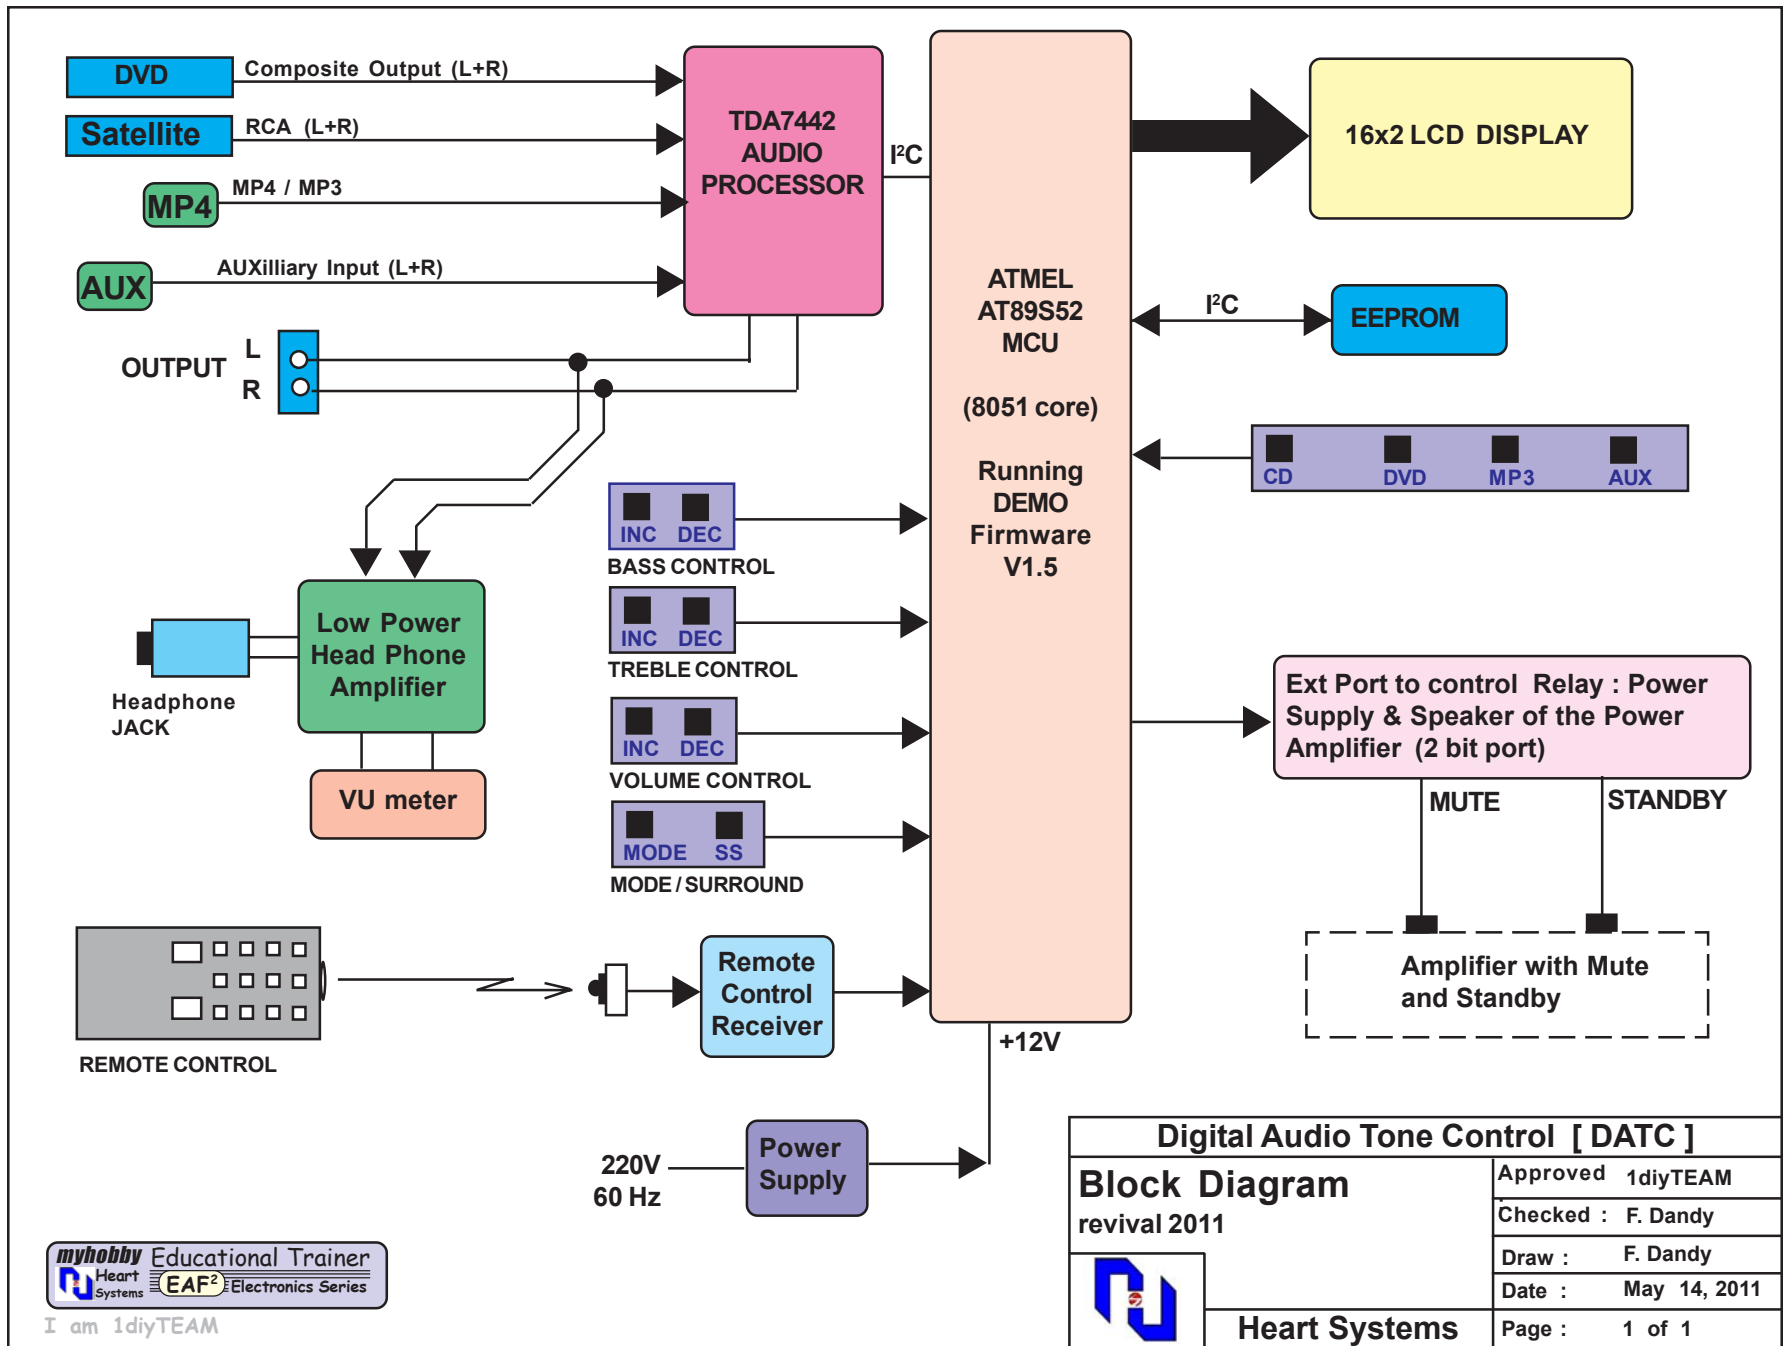 DVD
Composite Output (L+R)
Satellite
RCA (L+R)
MP4
MP4 / MP3
AUX
AUXilliary Input (L+R)
TDA7442
AUDIO
PROCESSOR
I²C
16x2 LCD DISPLAY
ATMEL
AT89S52
MCU
(8051 core)
Running
DEMO
Firmware
V1.5
I²C
EEPROM
OUTPUT
L
R
CD
DVD
MP3
AUX
INC DEC
BASS CONTROL
INC DEC
TREBLE CONTROL
INC DEC
VOLUME CONTROL
MODE SS
MODE / SURROUND
Low Power
Head Phone
Amplifier
Headphone
JACK
VU meter
Ext Port to control Relay : Power
Supply & Speaker of the Power
Amplifier (2 bit port)
MUTE
STANDBY
Amplifier with Mute
and Standby
REMOTE CONTROL
Remote
Control
Receiver
+12V
220V
60 Hz
Power
Supply
Digital Audio Tone Control [ DATC ]
Block Diagram
revival 2011
Approved : 1diyTEAM
Checked : F. Dandy
Draw : F. Dandy
Date : May 14, 2011
Page : 1 of 1
Heart Systems
myhobby Educational Trainer
Heart
Systems
EAF² Electronics Series
I am 1diyTEAM